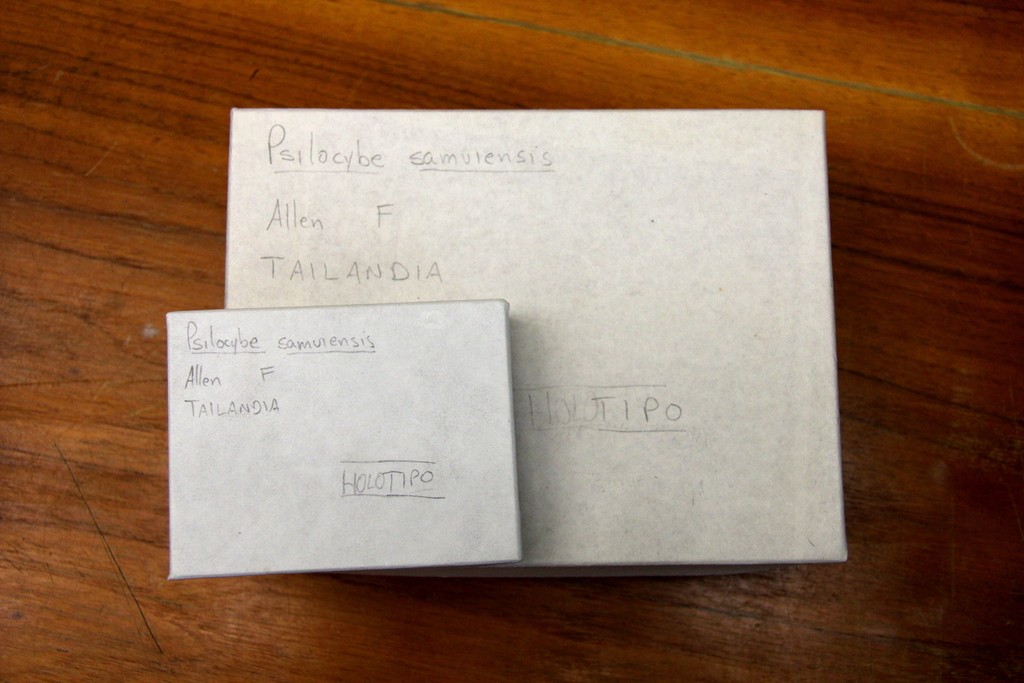 Psilocybe samuiensis
Allen F
TAILANDIA
HOLOTIPO
Psilocybe samuiensis
Allen F
TAILANDIA
HOLOTIPO